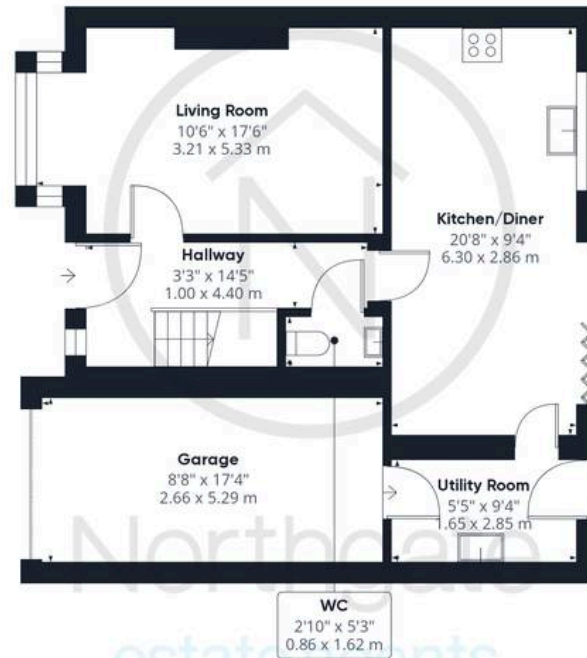 Living Room
10'6" x 17'6"
3.21 x 5.33 m
Kitchen/Diner
20'8" x 9'4"
6.30 x 2.86 m
Hallway
3'3" x 14'5"
1.00 x 4.40 m
Garage
8'8" x 17'4"
2.66 x 5.29 m
Utility Room
5'5" x 9'4"
1.65 x 2.85 m
Northgate
WC
2'10" x 5'3"
0.86 x 1.62 m
estate agents